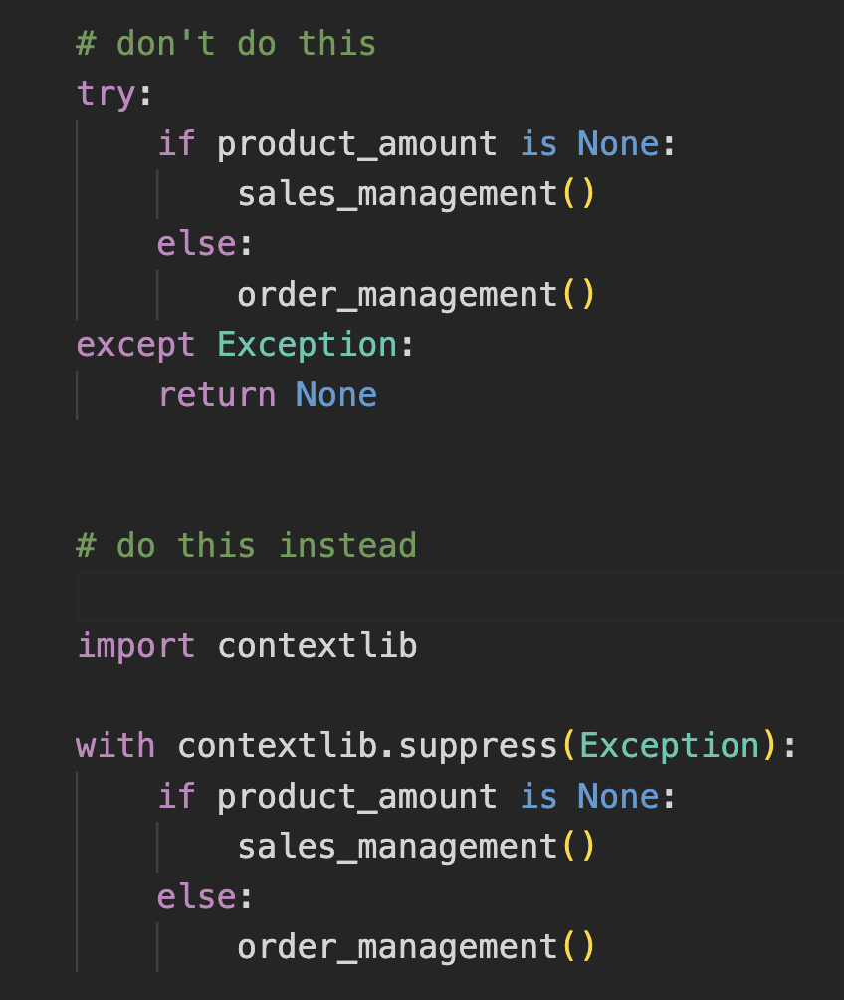 # don't do this
try:
    if product_amount is None:
        sales_management()
    else:
        order_management()
except Exception:
    return None
# do this instead
import contextlib
with contextlib.suppress(Exception):
    if product_amount is None:
        sales_management()
    else:
        order_management()